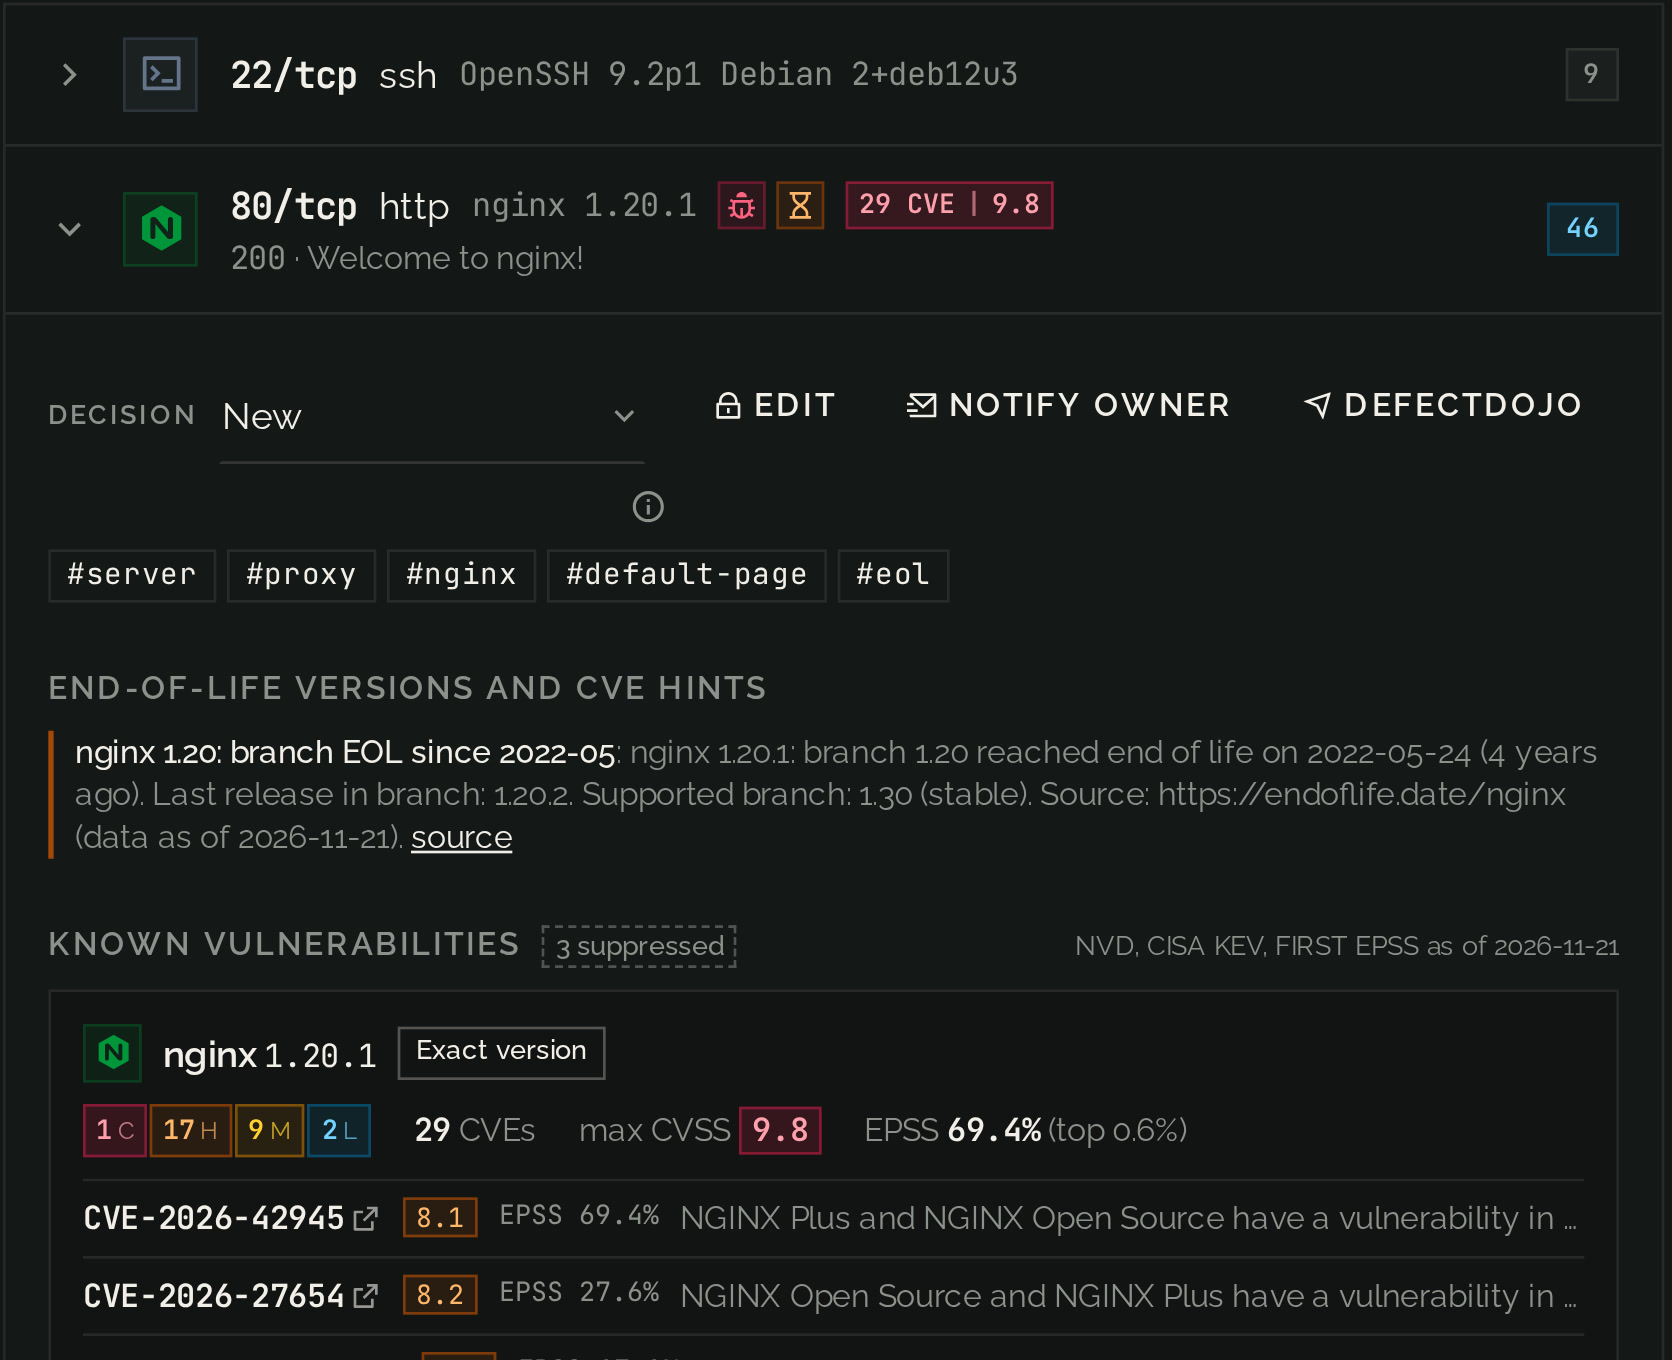 22/tcp ssh OpenSSH 9.2p1 Debian 2+deb12u3 9
80/tcp http nginx 1.20.1 29 CVE | 9.8 46
200 · Welcome to nginx!
DECISION New EDIT NOTIFY OWNER DEFECTDOJO
#server #proxy #nginx #default-page #eol
END-OF-LIFE VERSIONS AND CVE HINTS
nginx 1.20: branch EOL since 2022-05: nginx 1.20.1: branch 1.20 reached end of life on 2022-05-24 (4 years
ago). Last release in branch: 1.20.2. Supported branch: 1.30 (stable). Source: https://endoflife.date/nginx
(data as of 2026-11-21). source
KNOWN VULNERABILITIES 3 suppressed NVD, CISA KEV, FIRST EPSS as of 2026-11-21
nginx 1.20.1 Exact version
1 C 17 H 9 M 2 L 29 CVEs max CVSS 9.8 EPSS 69.4% (top 0.6%)
CVE-2026-42945 8.1 EPSS 69.4% NGINX Plus and NGINX Open Source have a vulnerability in ...
CVE-2026-27654 8.2 EPSS 27.6% NGINX Open Source and NGINX Plus have a vulnerability in ...